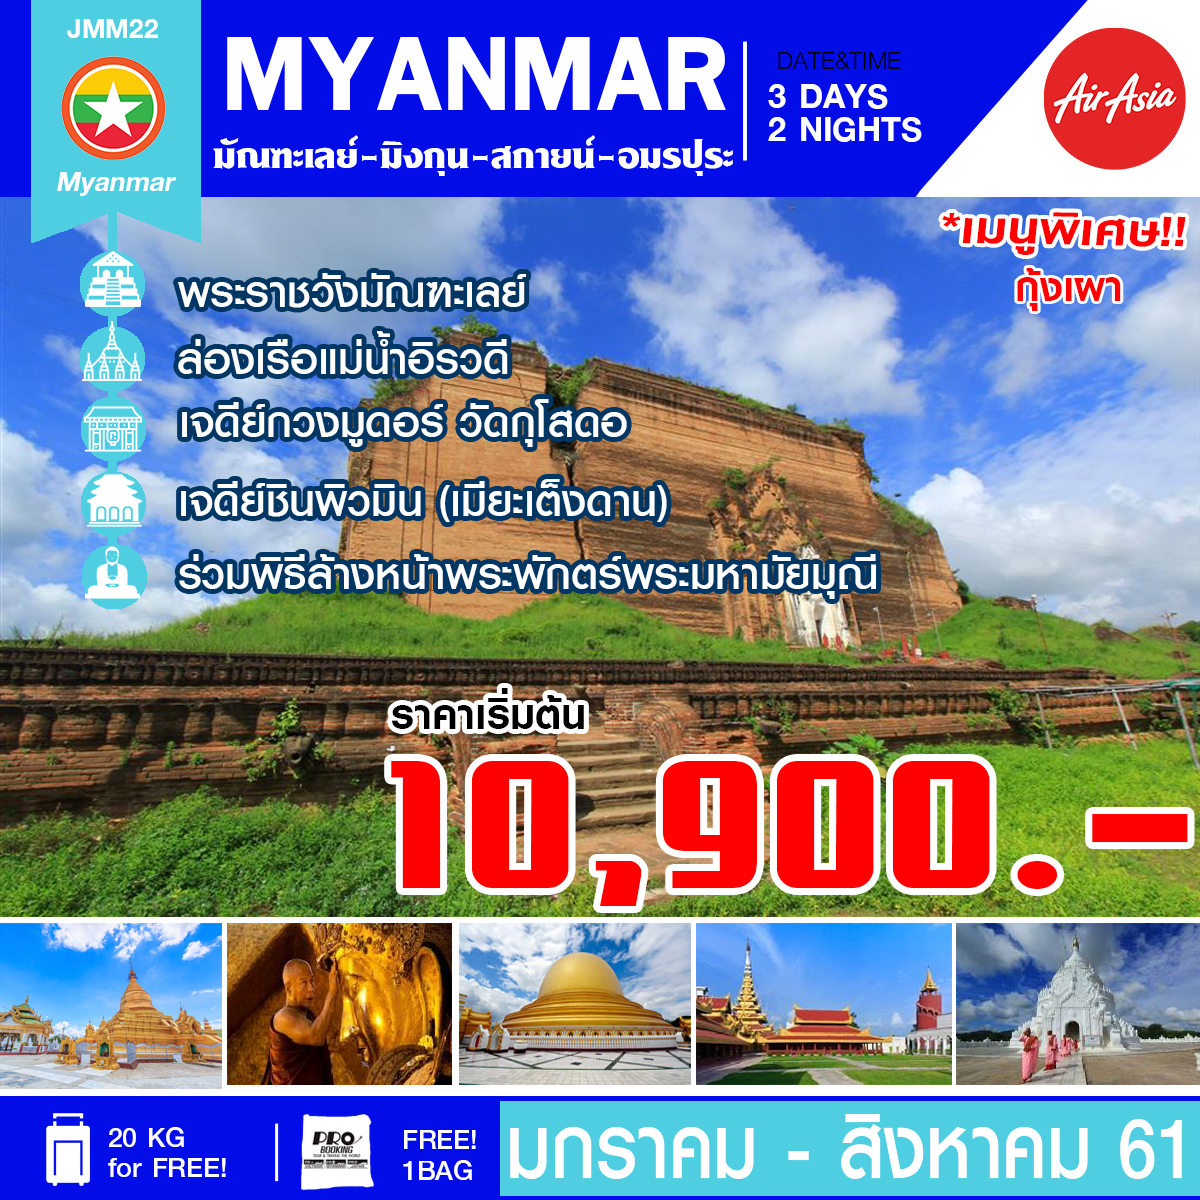 JMM22
Myanmar
MYANMAR
มัณฑะเลย์-มิงกุน-สกายน์-อมรปุระ
DATE&TIME
3 DAYS
2 NIGHTS
AirAsia
*เมนูพิเศษ!!
กุ้งเผา
พระราชวังมัณฑะเลย์
ล่องเรือแม่น้ำอิรวดี
เจดีย์กวงมูดอร์ วัดกุโสดอ
เจดีย์ชินพิวมิน (เมียะเต็งดาน)
ร่วมพิธีล้างหน้าพระพักตร์พระมหามัยมุณี
ราคาเริ่มต้น
10,900.-
20 KG
for FREE!
PRO
BOOKING
TOUR & TRAVEL THE WORLD
VIETNAM MYANMAR JAPAN
FREE!
1BAG
มกราคม - สิงหาคม 61